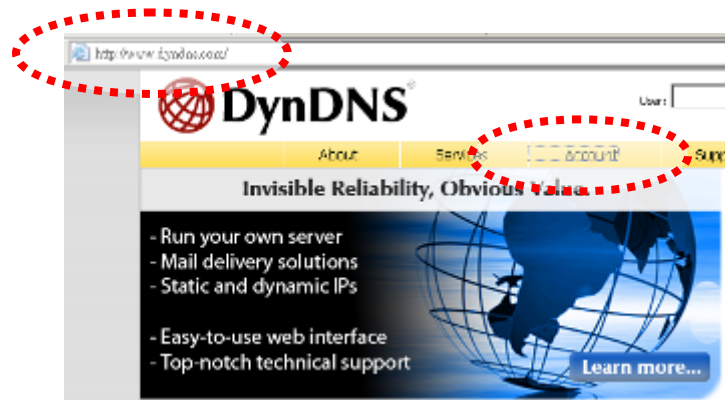 http://www.dyndns.com/
DynDNS
User:
About Services Account Supp
Invisible Reliability, Obvious Value.
- Run your own server
- Mail delivery solutions
- Static and dynamic IPs
- Easy-to-use web interface
- Top-notch technical support
Learn more...